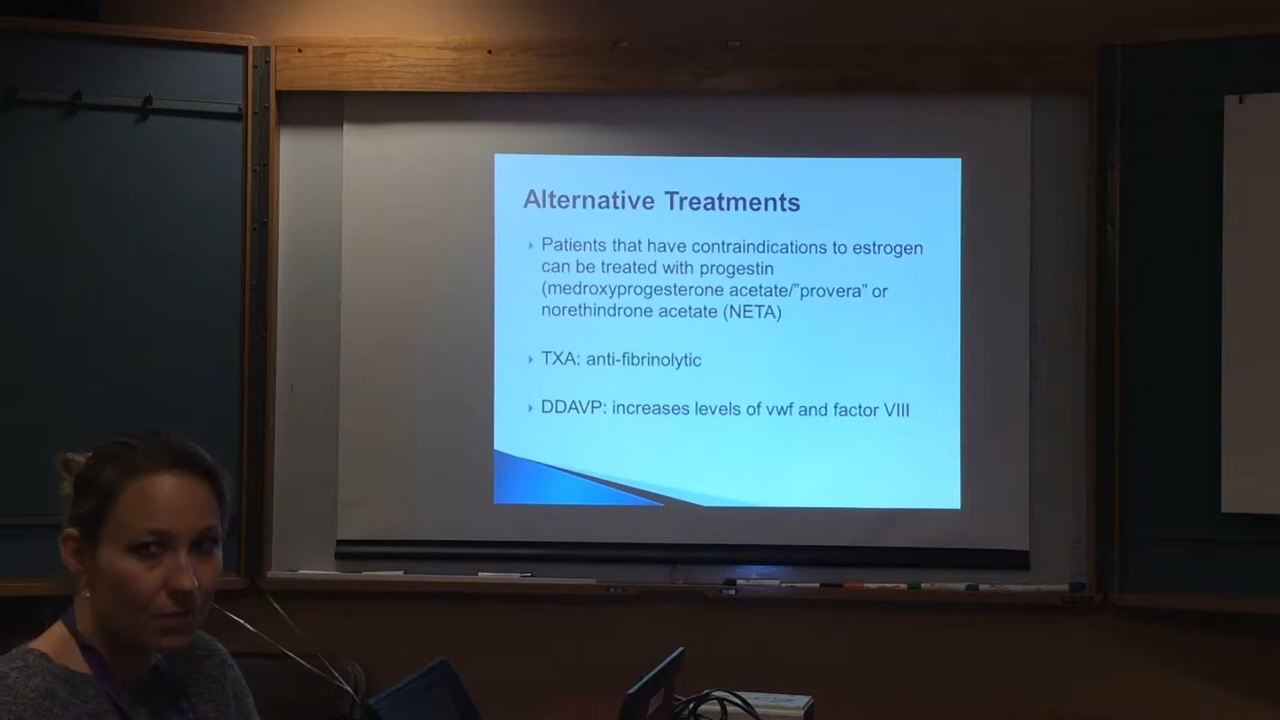 Alternative Treatments
Patients that have contraindications to estrogen
can be treated with progestin
(medroxyprogesterone acetate/”provera” or
norethindrone acetate (NETA)
TXA: anti-fibrinolytic
DDAVP: increases levels of vwf and factor VIII